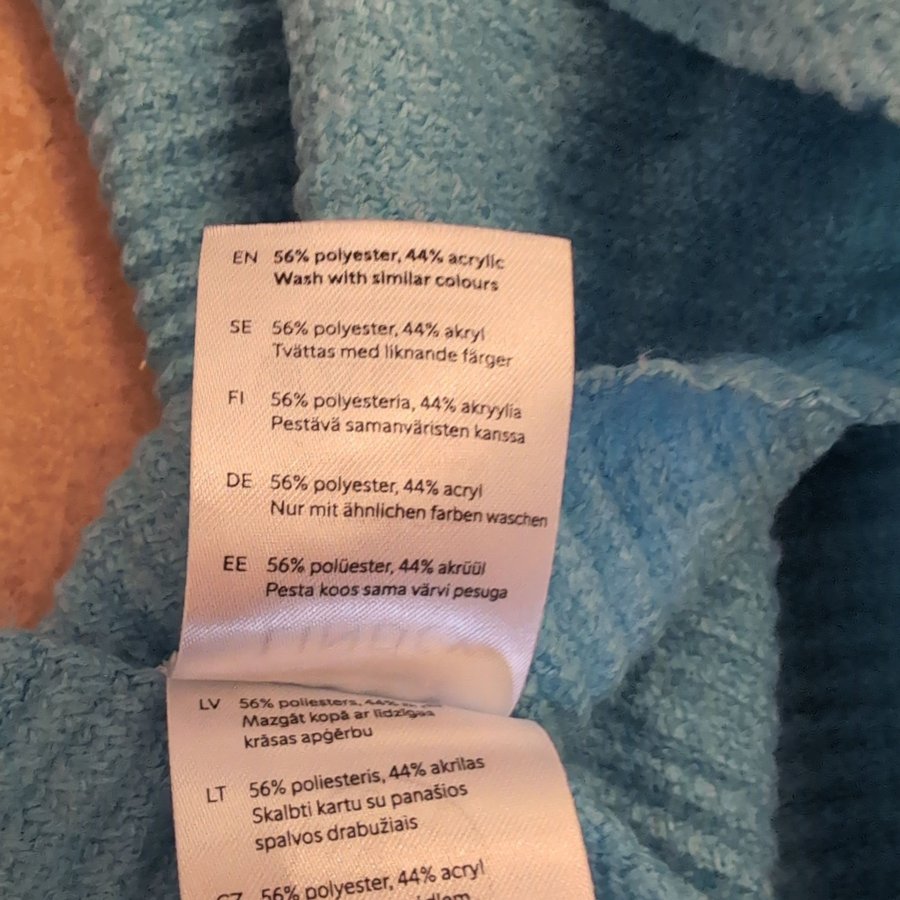 EN 56% polyester, 44% acrylic
Wash with similar colours
SE 56% polyester, 44% akryl
Tvättas med liknande färger
FI 56% polyesteria, 44% akryylia
Pestävä samanväristen kanssa
DE 56% polyester, 44% acryl
Nur mit ähnlichen farben waschen
EE 56% polüester, 44% akrüül
Pesta koos sama värvi pesuga
LV 56% poliesters, 44%
Mazgāt kopā ar līdzīgas
krāsas apģērbu
LT 56% poliesteris, 44% akrilas
Skalbti kartu su panašios
spalvos drabužiais
CZ 56% polyester, 44% acryl